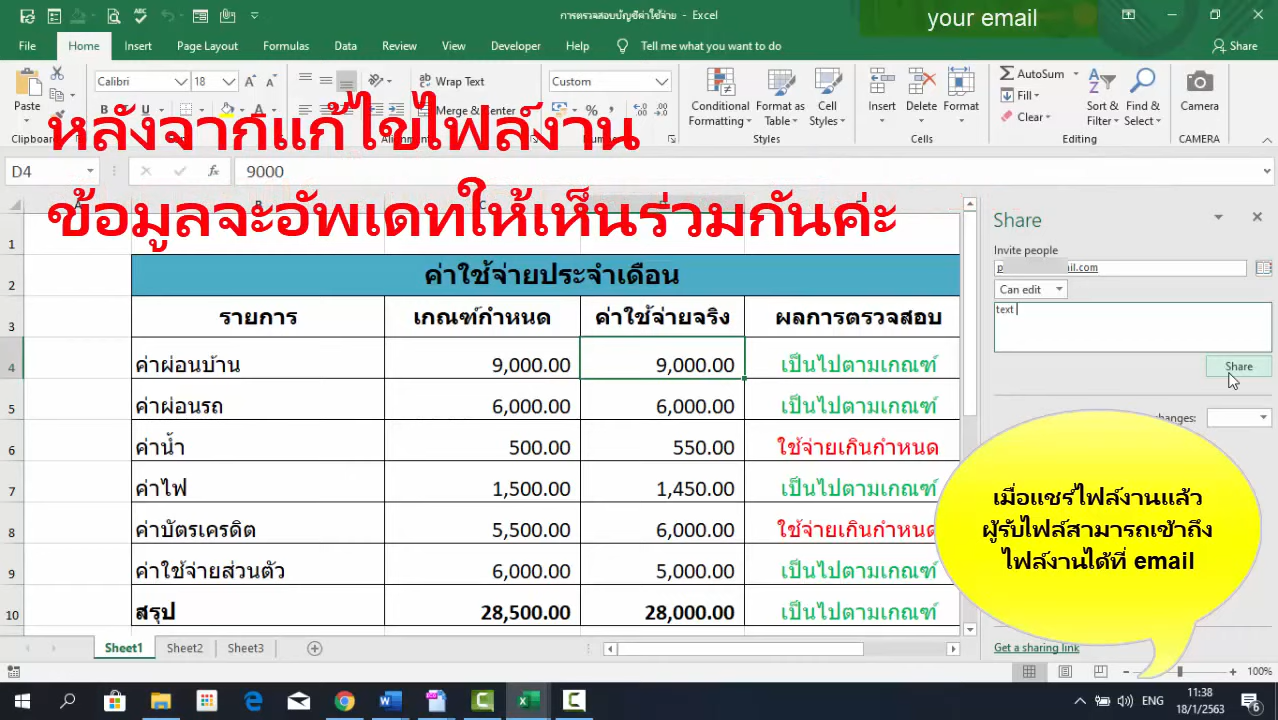 การตรวจสอบบัญชีค่าใช้จ่าย - Excel
your email
File Home Insert Page Layout Formulas Data Review View Developer Help Tell me what you want to do Share
Calibri 18 Wrap Text Custom AutoSum
Paste Conditional Formatting Format as Table Cell Styles Insert Delete Format Fill Sort & Filter Find & Select Camera
B I U Merge & Center % , Clear
Clipboard Styles Cells Editing CAMERA
หลังจากแก้ไขไฟล์งาน
D4 fx 9000
ข้อมูลจะอัพเดทให้เห็นร่วมกันค่ะ
1
2 ค่าใช้จ่ายประจำเดือน
3 รายการ เกณฑ์กำหนด ค่าใช้จ่ายจริง ผลการตรวจสอบ
4 ค่าผ่อนบ้าน 9,000.00 9,000.00 เป็นไปตามเกณฑ์
5 ค่าผ่อนรถ 6,000.00 6,000.00 เป็นไปตามเกณฑ์
6 ค่าน้ำ 500.00 550.00 ใช้จ่ายเกินกำหนด
7 ค่าไฟ 1,500.00 1,450.00 เป็นไปตามเกณฑ์
8 ค่าบัตรเครดิต 5,500.00 6,000.00 ใช้จ่ายเกินกำหนด
9 ค่าใช้จ่ายส่วนตัว 6,000.00 5,000.00 เป็นไปตามเกณฑ์
10 สรุป 28,500.00 28,000.00 เป็นไปตามเกณฑ์
Share
Invite people
Can edit
text
Share
เมื่อแชร์ไฟล์งานแล้ว
ผู้รับไฟล์สามารถเข้าถึง
ไฟล์งานได้ที่ email
Get a sharing link
Sheet1 Sheet2 Sheet3
100%
ENG 11:38
18/1/2563 6